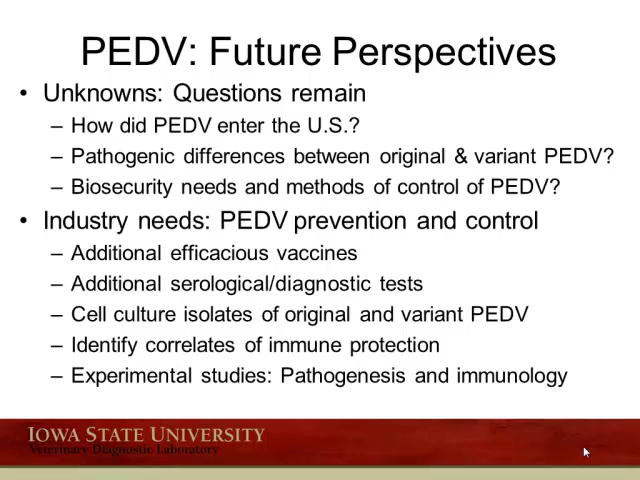 PEDV: Future Perspectives
• Unknowns: Questions remain
– How did PEDV enter the U.S.?
– Pathogenic differences between original & variant PEDV?
– Biosecurity needs and methods of control of PEDV?
• Industry needs: PEDV prevention and control
– Additional efficacious vaccines
– Additional serological/diagnostic tests
– Cell culture isolates of original and variant PEDV
– Identify correlates of immune protection
– Experimental studies: Pathogenesis and immunology
IOWA STATE UNIVERSITY
Veterinary Diagnostic Laboratory